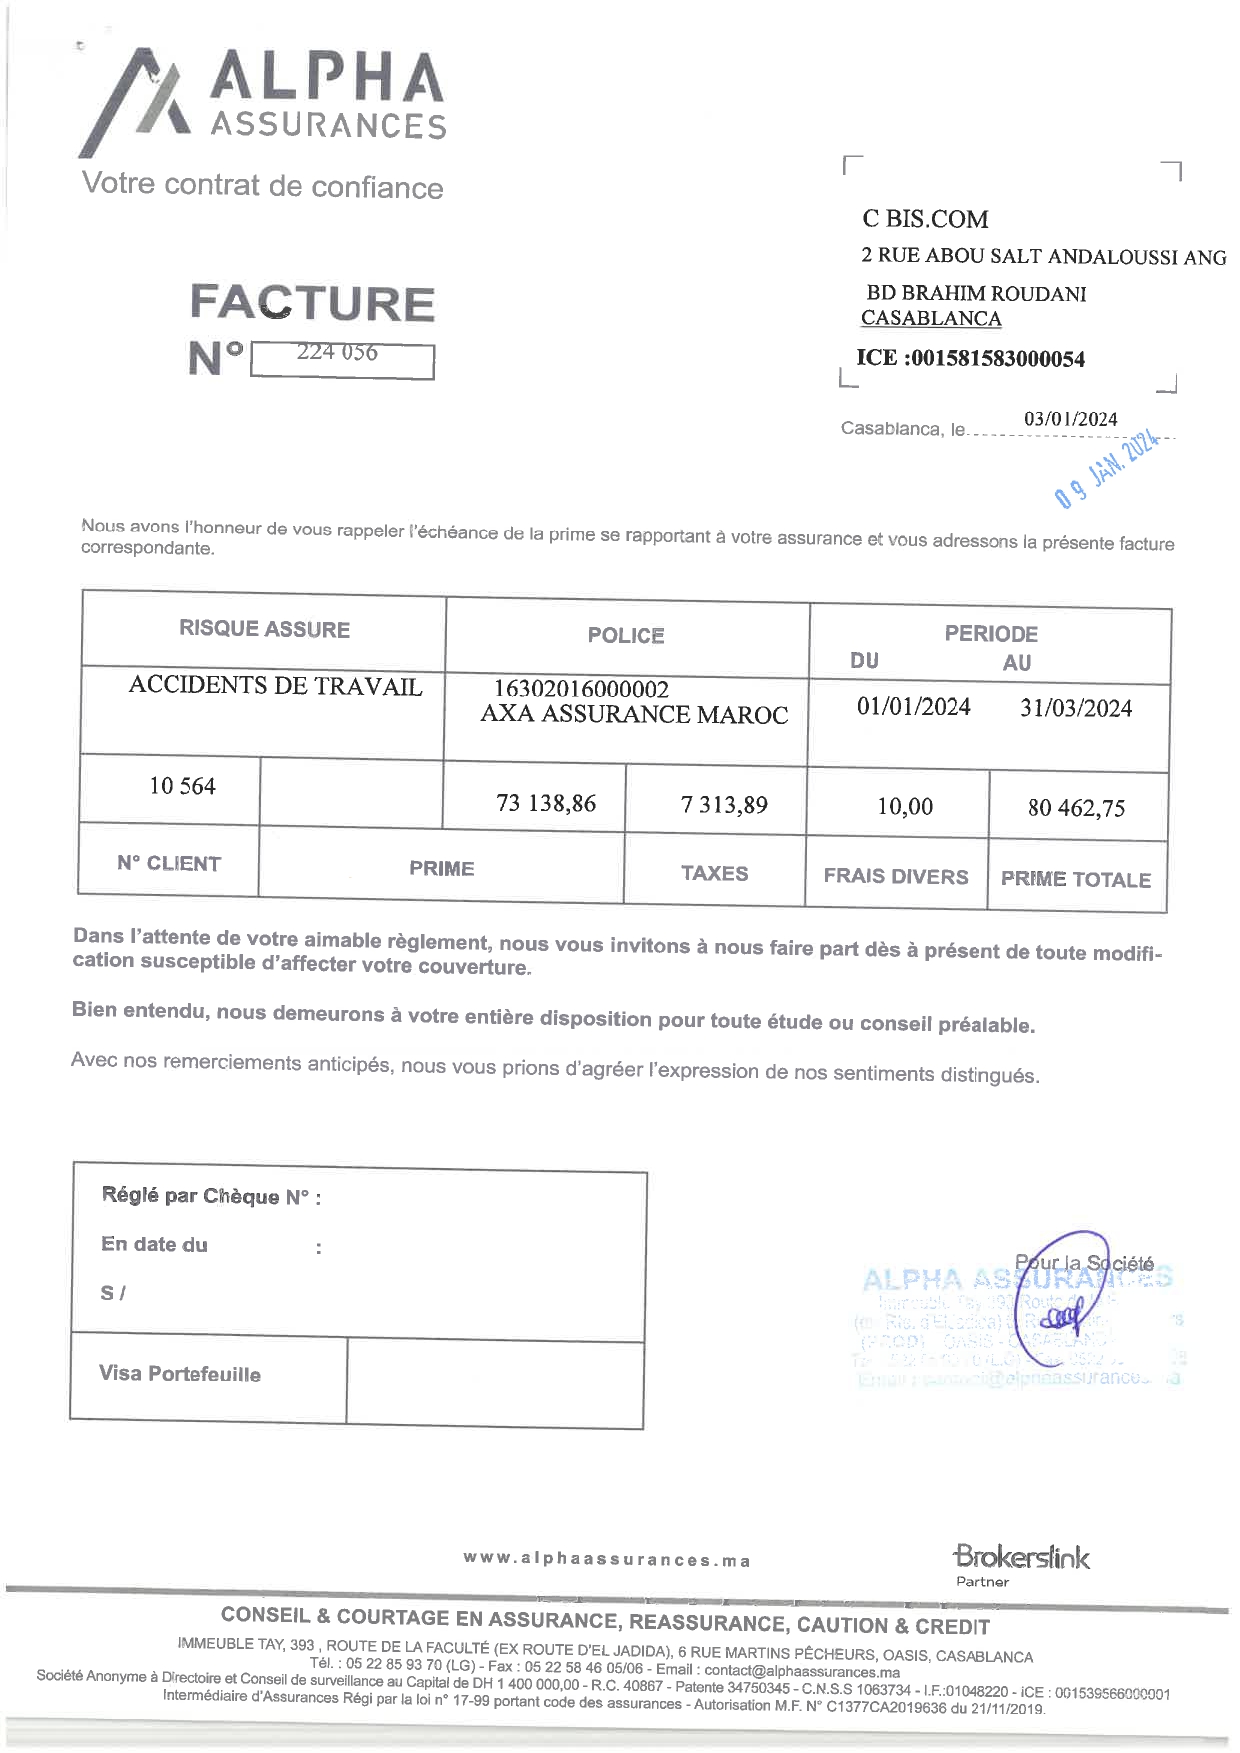 ALPHA
ASSURANCES
Votre contrat de confiance
C BIS.COM
2 RUE ABOU SALT ANDALOUSSI ANG
BD BRAHIM ROUDANI
CASABLANCA
ICE :001581583000054
FACTURE
N° 224 056
Casablanca, le 03/01/2024
09 JAN. 2024
Nous avons l'honneur de vous rappeler l'échéance de la prime se rapportant à votre assurance et vous adressons la présente facture
correspondante.
RISQUE ASSURE POLICE PERIODE
DU AU
ACCIDENTS DE TRAVAIL 16302016000002
AXA ASSURANCE MAROC 01/01/2024 31/03/2024
10 564 73 138,86 7 313,89 10,00 80 462,75
N° CLIENT PRIME TAXES FRAIS DIVERS PRIME TOTALE
Dans l'attente de votre aimable règlement, nous vous invitons à nous faire part dès à présent de toute modifi-
cation susceptible d'affecter votre couverture.
Bien entendu, nous demeurons à votre entière disposition pour toute étude ou conseil préalable.
Avec nos remerciements anticipés, nous vous prions d'agréer l'expression de nos sentiments distingués.
Réglé par Chèque N° :
En date du :
S /
Visa Portefeuille
Pour la Société
ALPHA ASSURANCES
www.alphaassurances.ma
Brokerslink
Partner
CONSEIL & COURTAGE EN ASSURANCE, REASSURANCE, CAUTION & CREDIT
IMMEUBLE TAY, 393 , ROUTE DE LA FACULTÉ (EX ROUTE D'EL JADIDA), 6 RUE MARTINS PÊCHEURS, OASIS, CASABLANCA
Tél. : 05 22 85 93 70 (LG) - Fax : 05 22 58 46 05/06 - Email : contact@alphaasssurances.ma
Société Anonyme à Directoire et Conseil de surveillance au Capital de DH 1 400 000,00 - R.C. 40867 - Patente 34750345 - C.N.S.S 1063734 - I.F.:01048220 - iCE : 001539566000001
Intermédiaire d'Assurances Régi par la loi n° 17-99 portant code des assurances - Autorisation M.F. N° C1377CA2019636 du 21/11/2019.